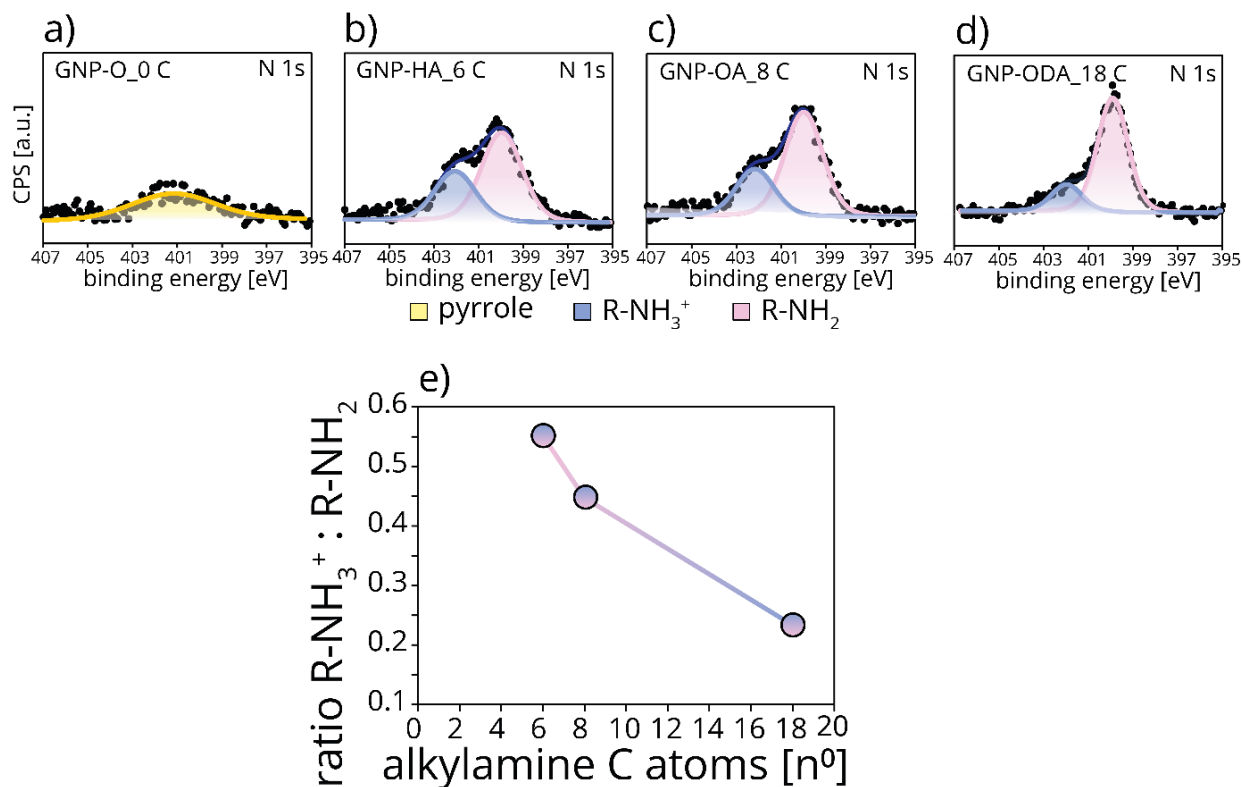 a)
b)
c)
d)
GNP-O_0 C N 1s
GNP-HA_6 C N 1s
GNP-OA_8 C N 1s
GNP-ODA_18 C N 1s
CPS [a.u.]
407 405 403 401 399 397 395
407 405 403 401 399 397 395
407 405 403 401 399 397 395
407 405 403 401 399 397 395
binding energy [eV]
binding energy [eV]
binding energy [eV]
binding energy [eV]
pyrrole R-NH₃⁺ R-NH₂
e)
ratio R-NH₃⁺ : R-NH₂
0.6
0.5
0.4
0.3
0.2
0.1
0 2 4 6 8 10 12 14 16 18 20
alkylamine C atoms [n⁰]